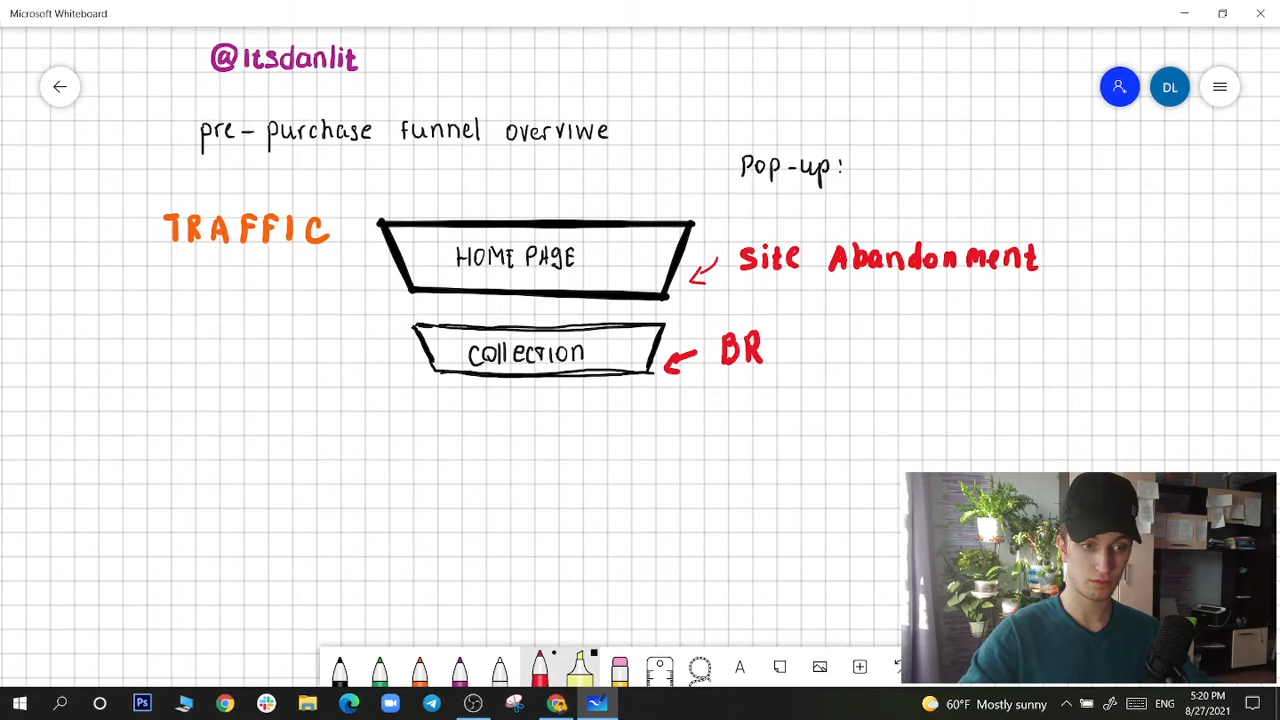 Microsoft Whiteboard
@Itsdanlit
DL
pre-purchase funnel overviwe
Pop-up:
TRAFFIC
HOME PAGE
Site Abandonment
Collection
BR
A
Ps
60°F Mostly sunny
5:20 PM
8/27/2021